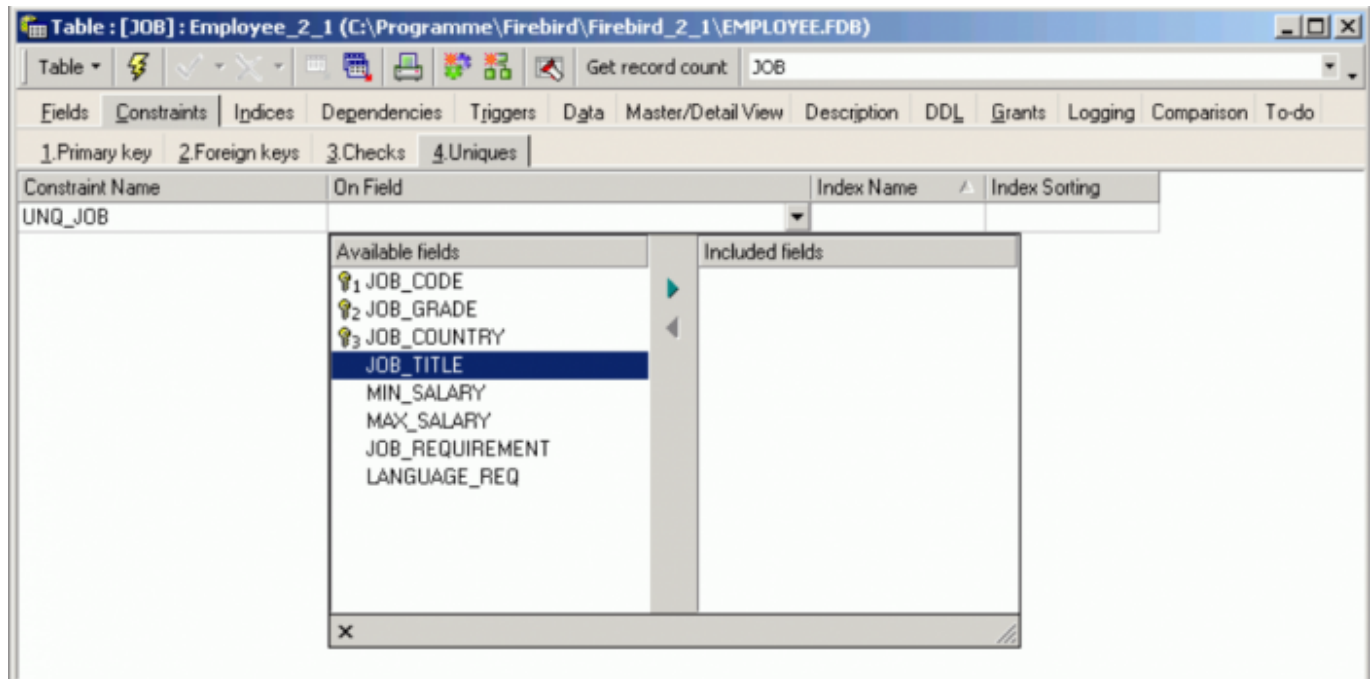 Table : [JOB] : Employee_2_1 (C:\Programme\Firebird\Firebird_2_1\EMPLOYEE.FDB)
Table Get record count JOB
Fields Constraints Indices Dependencies Triggers Data Master/Detail View Description DDL Grants Logging Comparison To-do
1.Primary key 2.Foreign keys 3.Checks 4.Uniques
Constraint Name On Field Index Name Index Sorting
UNQ_JOB
Available fields Included fields
1 JOB_CODE
2 JOB_GRADE
3 JOB_COUNTRY
JOB_TITLE
MIN_SALARY
MAX_SALARY
JOB_REQUIREMENT
LANGUAGE_REQ